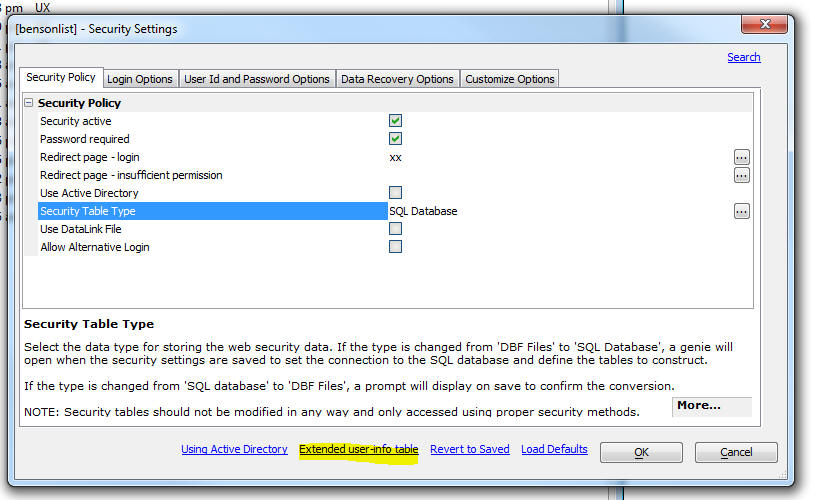 pm UX
[bensonlist] - Security Settings
Search
Security Policy Login Options User Id and Password Options Data Recovery Options Customize Options
Security Policy
Security active
Password required
Redirect page - login xx ...
Redirect page - insufficient permission ...
Use Active Directory
Security Table Type SQL Database ...
Use DataLink File
Allow Alternative Login
Security Table Type
Select the data type for storing the web security data. If the type is changed from 'DBF Files' to 'SQL Database', a genie will
open when the security settings are saved to set the connection to the SQL database and define the tables to construct.
If the type is changed from 'SQL database' to 'DBF Files', a prompt will display on save to confirm the conversion.
NOTE: Security tables should not be modified in any way and only accessed using proper security methods.
More...
Using Active Directory Extended user-info table Revert to Saved Load Defaults OK Cancel